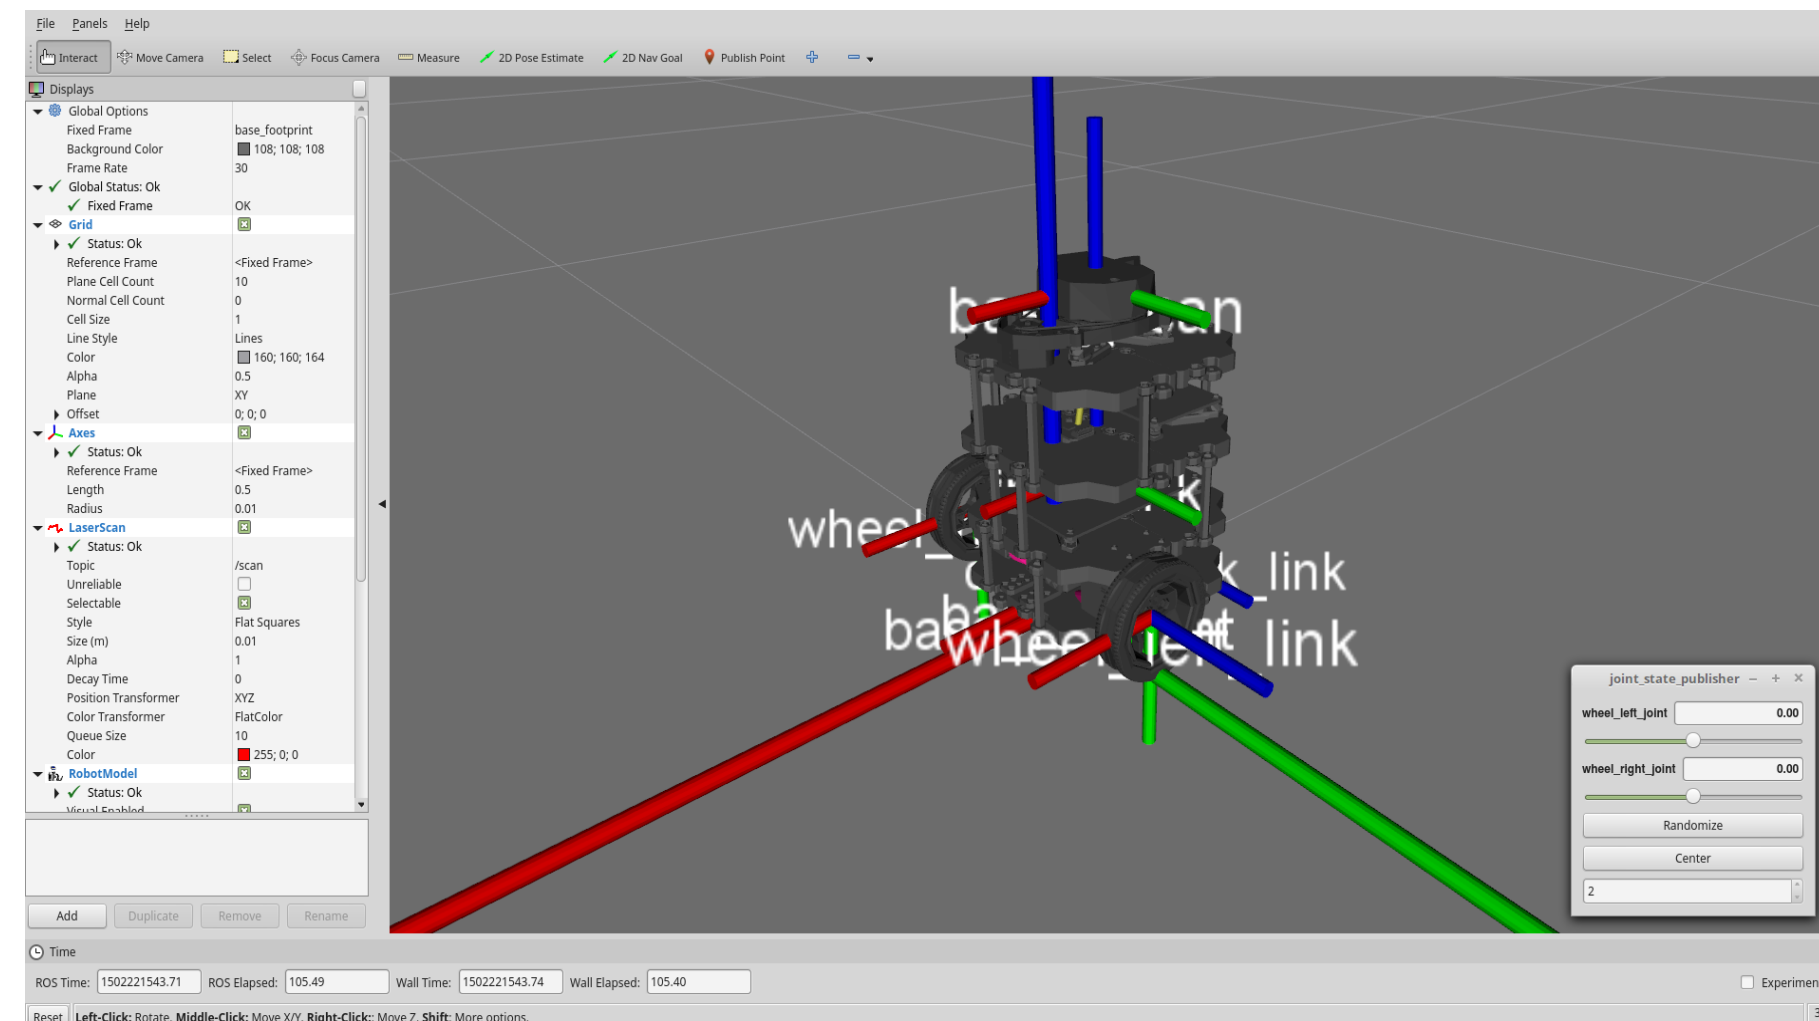 File Panels Help
Interact Move Camera Select Focus Camera Measure 2D Pose Estimate 2D Nav Goal Publish Point
Displays
Global Options
Fixed Frame base_footprint
Background Color 108; 108; 108
Frame Rate 30
Global Status: Ok
Fixed Frame OK
Grid
Status: Ok
Reference Frame <Fixed Frame>
Plane Cell Count 10
Normal Cell Count 0
Cell Size 1
Line Style Lines
Color 160; 160; 164
Alpha 0.5
Plane XY
Offset 0; 0; 0
Axes
Status: Ok
Reference Frame <Fixed Frame>
Length 0.5
Radius 0.01
LaserScan
Status: Ok
Topic /scan
Unreliable
Selectable
Style Flat Squares
Size (m) 0.01
Alpha 1
Decay Time 0
Position Transformer XYZ
Color Transformer FlatColor
Queue Size 10
Color 255; 0; 0
RobotModel
Status: Ok
Visual Enabled
Add Duplicate Remove Rename
wheel_
link
wheel_left_link
joint_state_publisher
wheel_left_joint 0.00
wheel_right_joint 0.00
Randomize
Center
2
Time
ROS Time: 1502221543.71 ROS Elapsed: 105.49 Wall Time: 1502221543.74 Wall Elapsed: 105.40 Experimen
Reset Left-Click: Rotate. Middle-Click: Move X/Y. Right-Click:: Move Z. Shift: More options.